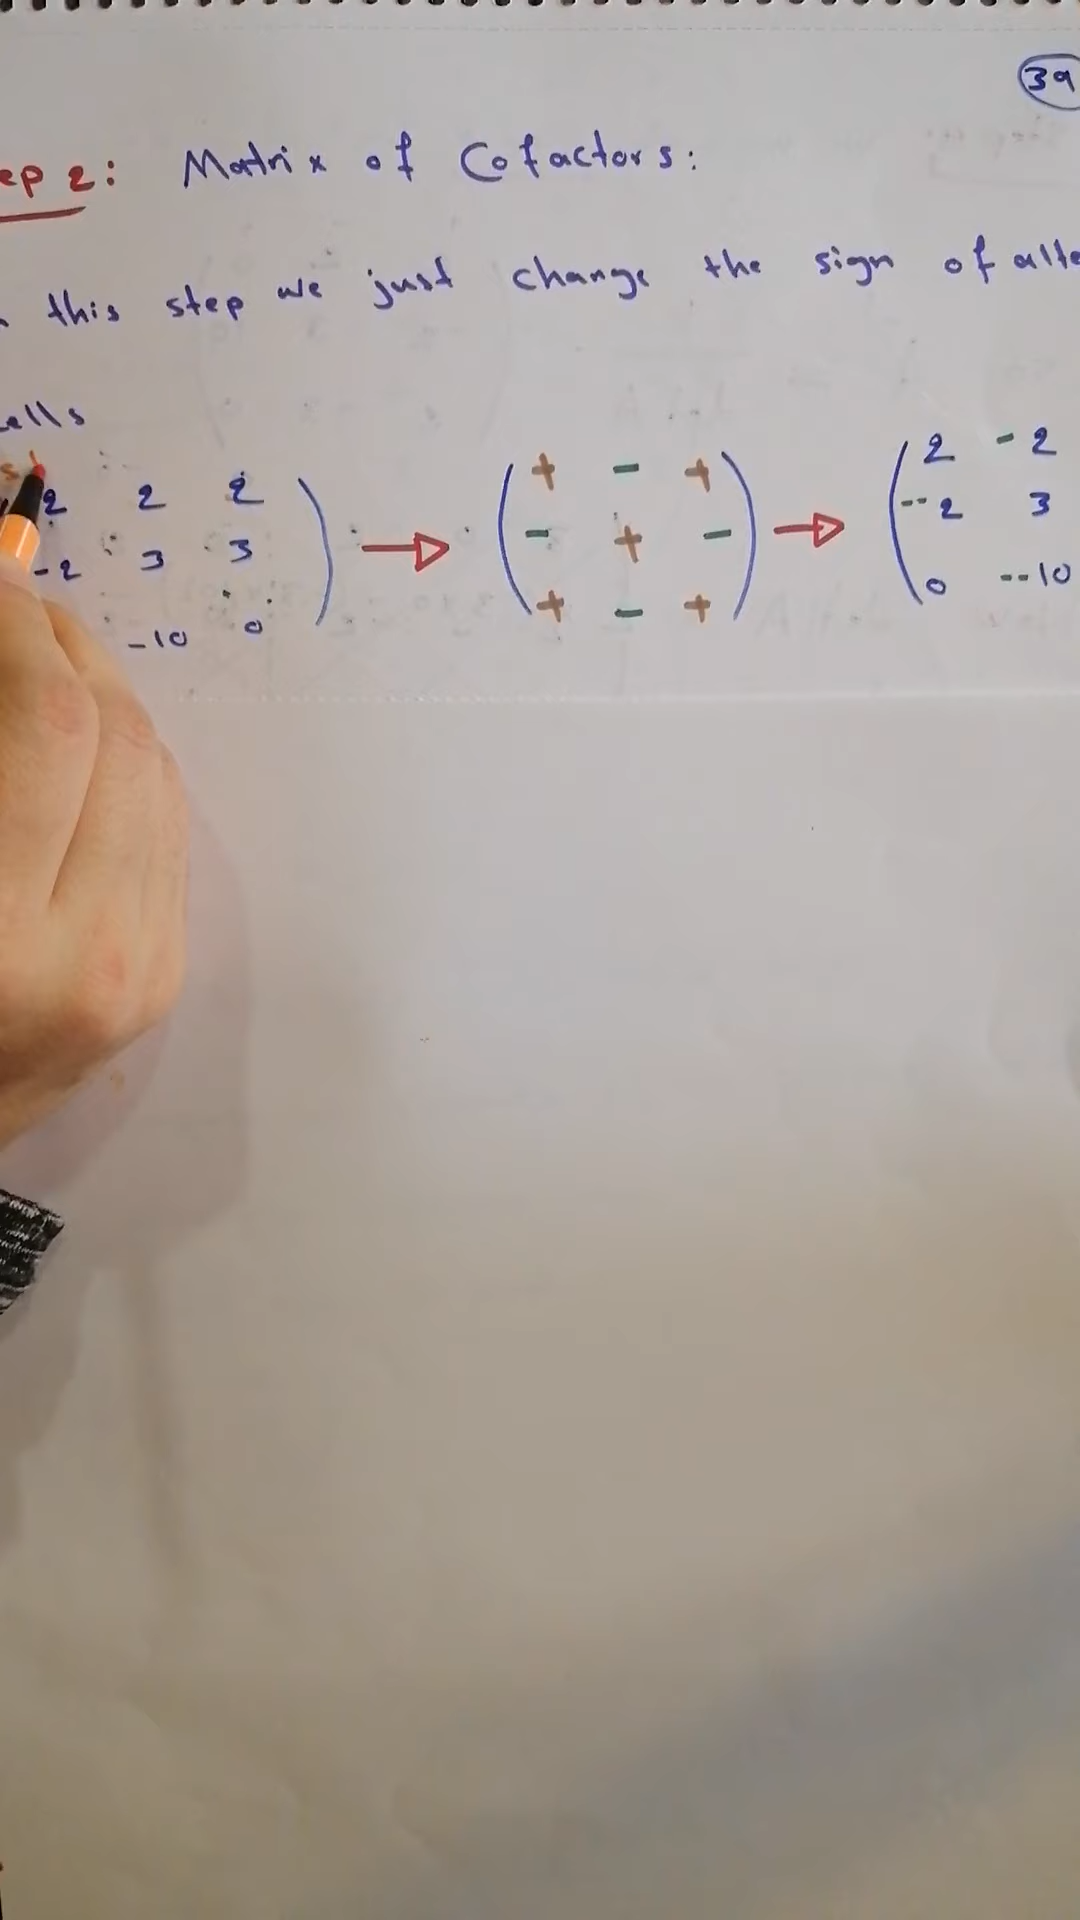 39
ep 2: Matrix of Cofactors:
this step we just change the sign of alte
ells
2 2 2 → + - + → 2 - 2
-2 3 3 - + - --2 3
-10 0 + - + 0 --10